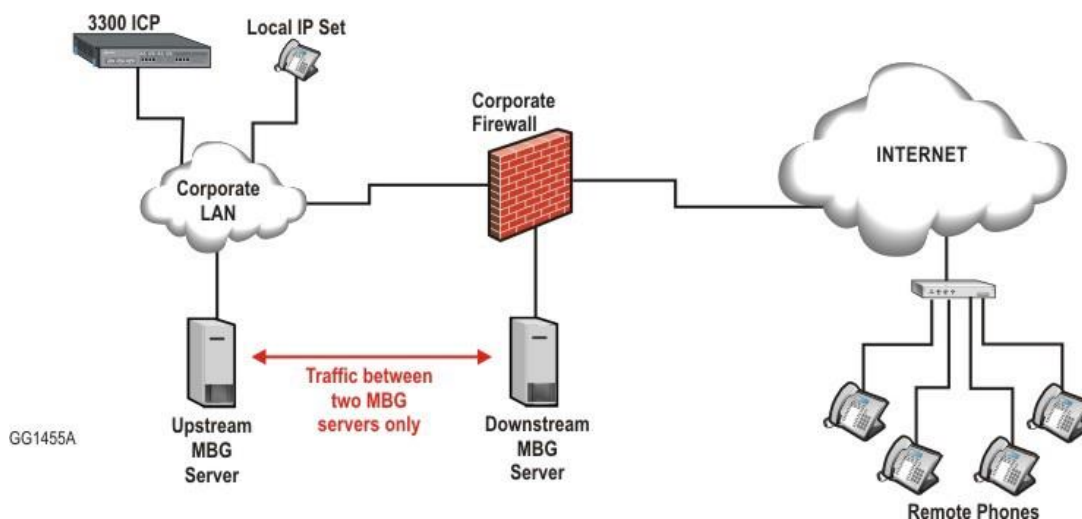 3300 ICP
Local IP Set
Corporate
Firewall
INTERNET
Corporate
LAN
Traffic between
two MBG
servers only
GG1455A
Upstream
MBG
Server
Downstream
MBG
Server
Remote Phones